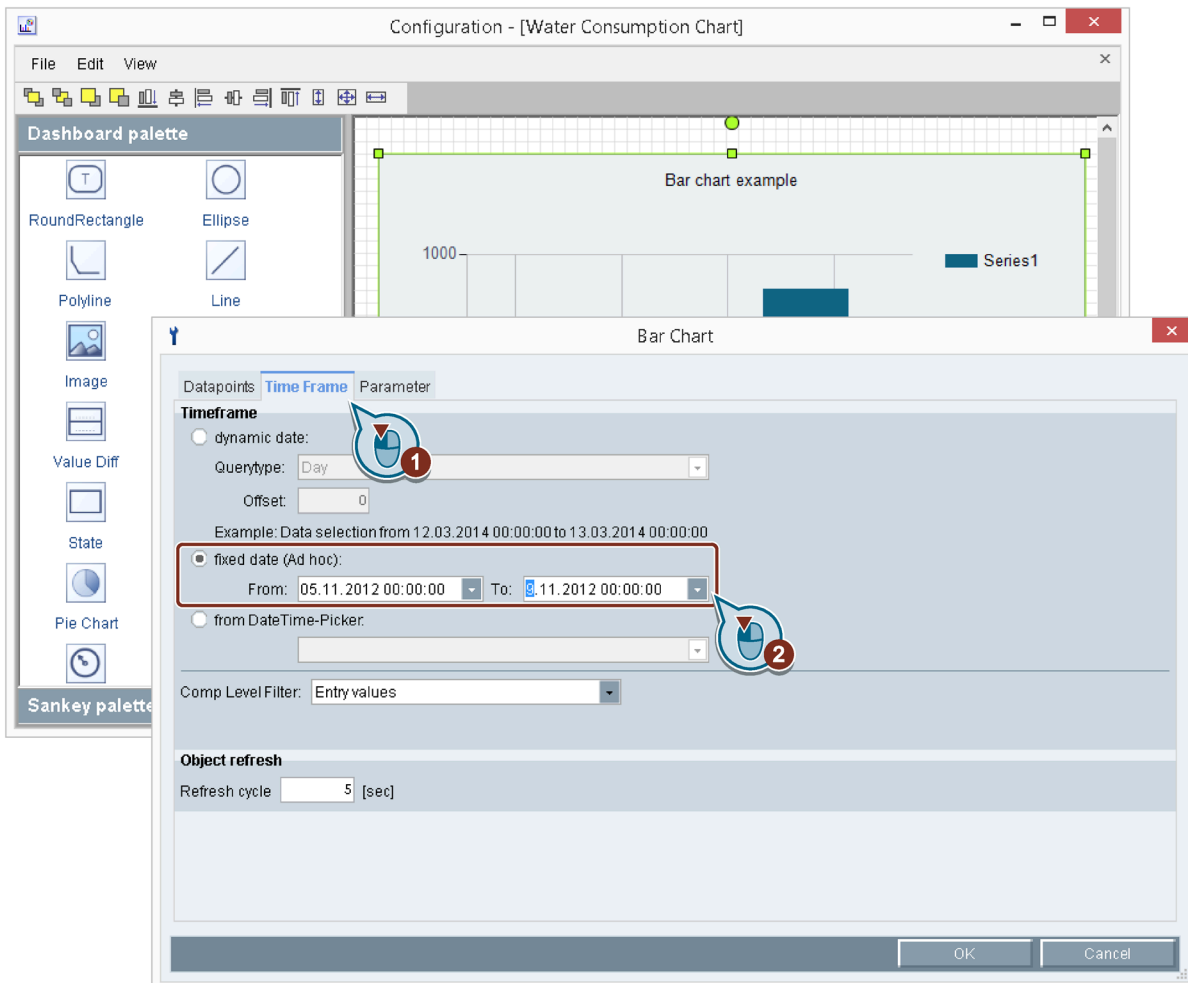 Configuration - [Water Consumption Chart]
File Edit View
Dashboard palette
T
RoundRectangle Ellipse
Polyline Line
Image
Value Diff
State
Pie Chart
Sankey palette
Bar chart example
1000
Series1
Bar Chart
Datapoints Time Frame Parameter
Timeframe
dynamic date:
Querytype: Day
Offset: 0
Example: Data selection from 12.03.2014 00:00:00 to 13.03.2014 00:00:00
fixed date (Ad hoc):
From: 05.11.2012 00:00:00 To: 9.11.2012 00:00:00
from DateTime-Picker:
1
2
Comp Level Filter: Entry values
Object refresh
Refresh cycle 5 [sec]
OK Cancel